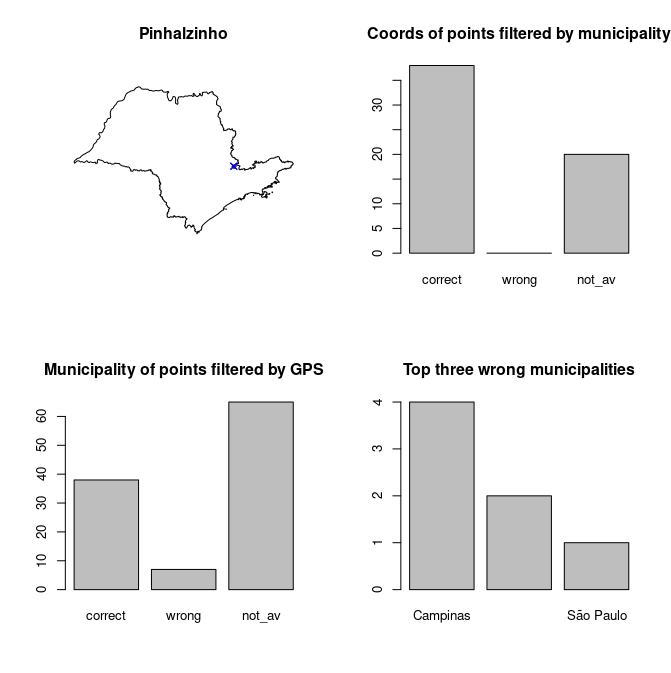 Pinhalzinho
Coords of points filtered by municipality
30
20
10
5
0
correct wrong not_av
Municipality of points filtered by GPS
60
50
40
30
20
10
0
correct wrong not_av
Top three wrong municipalities
4
3
2
1
0
Campinas São Paulo